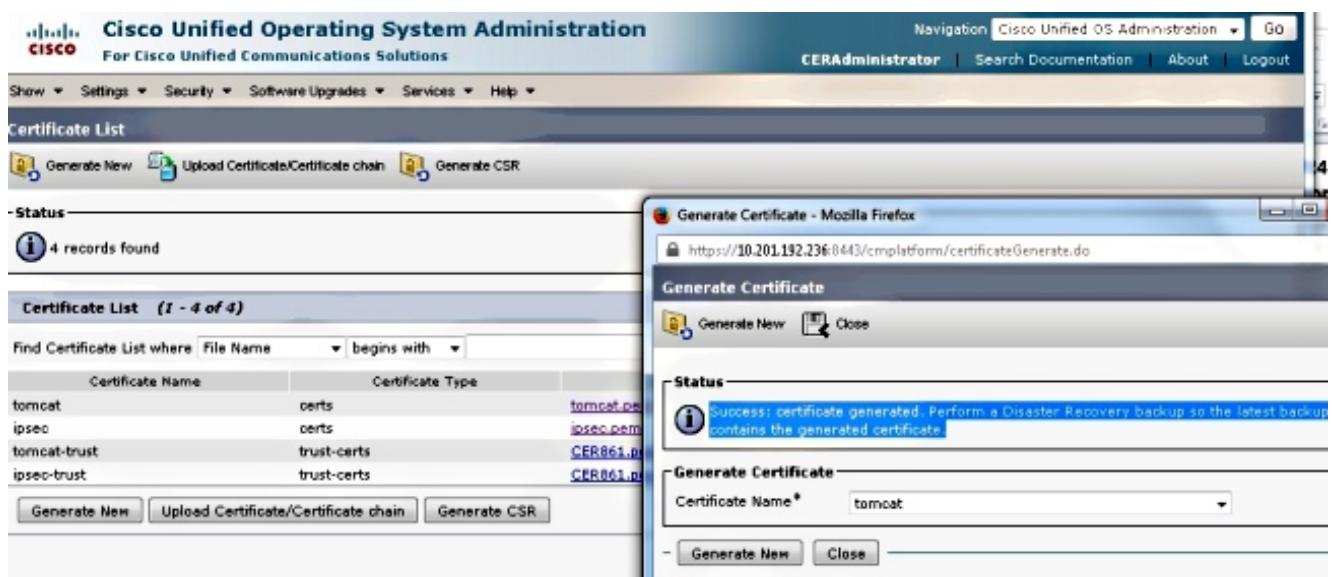 cisco
Cisco Unified Operating System Administration
For Cisco Unified Communications Solutions
Navigation Cisco Unified OS Administration Go
CERAdministrator | Search Documentation | About | Logout
Show Settings Security Software Upgrades Services Help
Certificate List
Generate New Upload Certificate/Certificate chain Generate CSR
Status
4 records found
Certificate List (1 - 4 of 4)
Find Certificate List where File Name begins with
Certificate Name Certificate Type
tomcat certs tomcat.pe
ipsec certs ipsec.pem
tomcat-trust trust-certs CER861.p
ipsec-trust trust-certs CER861.p
Generate New Upload Certificate/Certificate chain Generate CSR
Generate Certificate - Mozilla Firefox
https://10.201.192.236:8443/cmplatform/certificateGenerate.do
Generate Certificate
Generate New Close
Status
Success: certificate generated. Perform a Disaster Recovery backup so the latest backup
contains the generated certificate.
Generate Certificate
Certificate Name* tomcat
Generate New Close